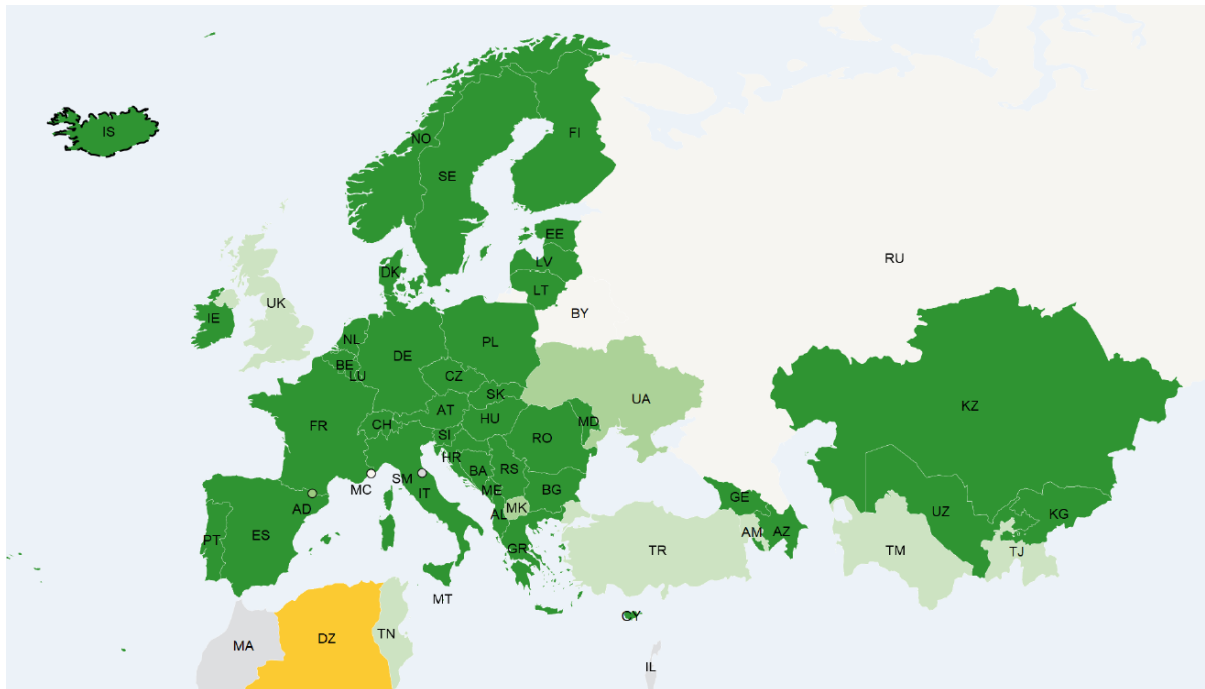 IS
NO
FI
SE
EE
RU
LV
DK
LT
UK
BY
IE
NL
PL
DE
BE
CZ
LU
SK
UA
KZ
AT
HU
MD
FR
CH
SI
RO
HR
BA
RS
SM
MC
IT
ME
BG
GE
MK
AD
AL
UZ
KG
AM
AZ
ES
PT
GR
TR
TM
TJ
MT
CY
TN
DZ
MA
IL